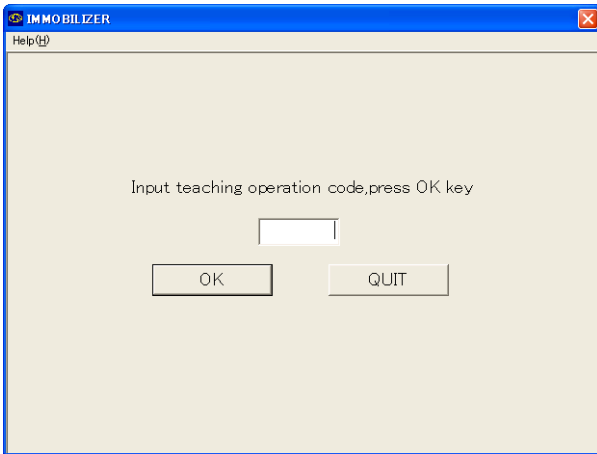 IMMOBILIZER
Help(H)
Input teaching operation code,press OK key
OK QUIT